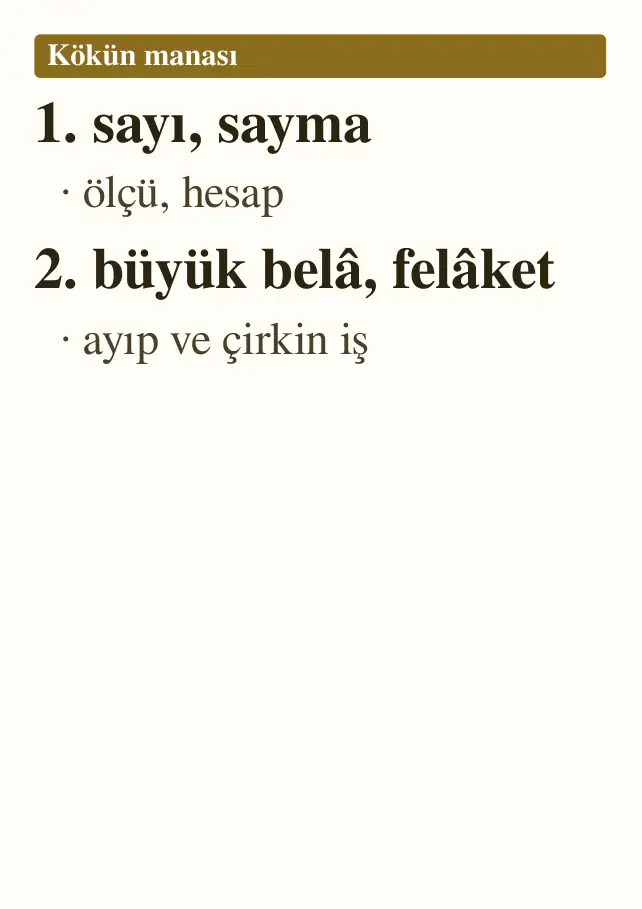 Kökün manası
1. sayı, sayma
· ölçü, hesap
2. büyük belâ, felâket
· ayıp ve çirkin iş